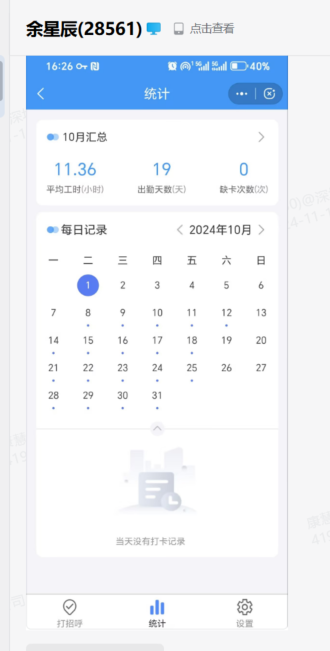 余星辰(28561) 点击查看
16:26 40%
统计
10月汇总
11.36 19 0
平均工时(小时) 出勤天数(天) 缺卡次数(次)
每日记录 2024年10月
一 二 三 四 五 六 日
1 2 3 4 5 6
7 8 9 10 11 12 13
14 15 16 17 18 19 20
21 22 23 24 25 26 27
28 29 30 31
当天没有打卡记录
打招呼 统计 设置